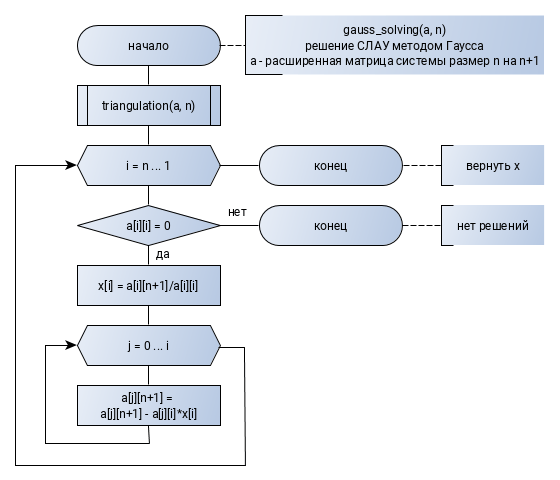 начало
gauss_solving(a, n)
решение СЛАУ методом Гаусса
a - расширенная матрица системы размер n на n+1
triangulation(a, n)
i = n ... 1
конец
вернуть x
a[i][i] = 0
нет
конец
нет решений
да
x[i] = a[i][n+1]/a[i][i]
j = 0 ... i
a[j][n+1] =
a[j][n+1] - a[j][i]*x[i]